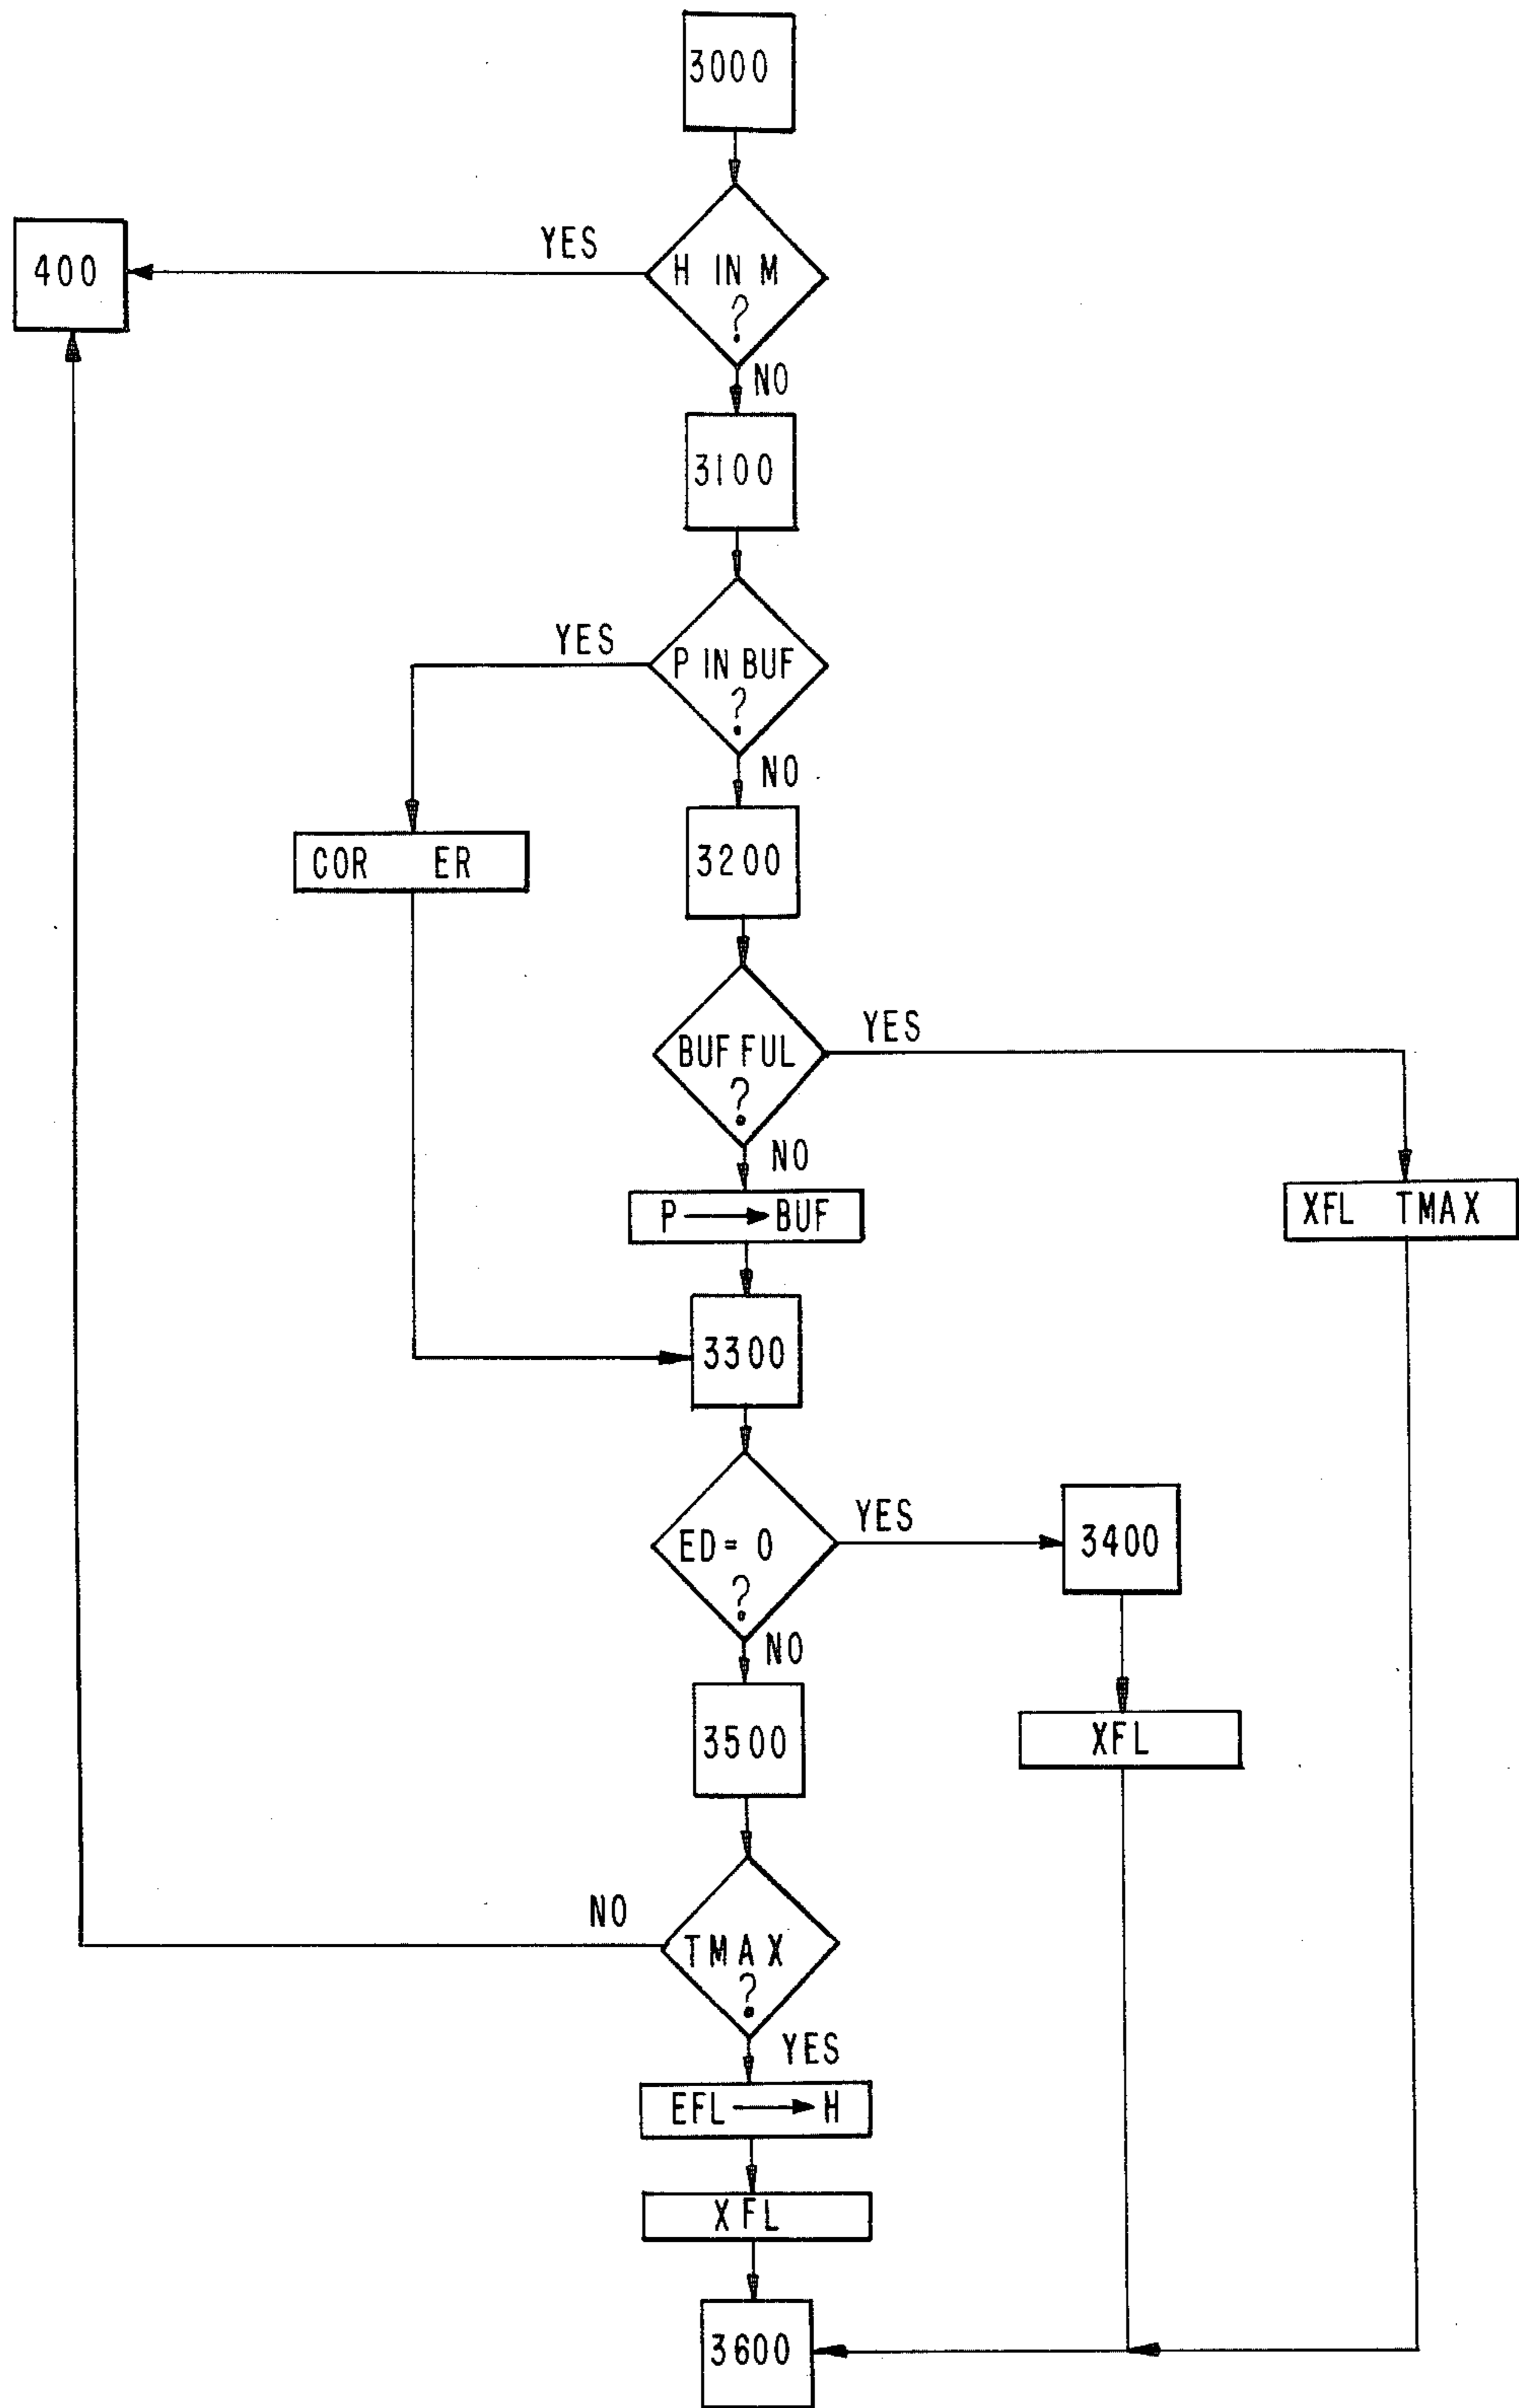 3000
YES
400
H IN M
?
NO
3100
YES
P IN BUF
?
NO
COR ER
3200
BUF FUL
?
YES
NO
P → BUF
XFL TMAX
3300
ED = 0
?
YES
3400
NO
3500
XFL
NO
TMAX
?
YES
EFL → H
XFL
3600